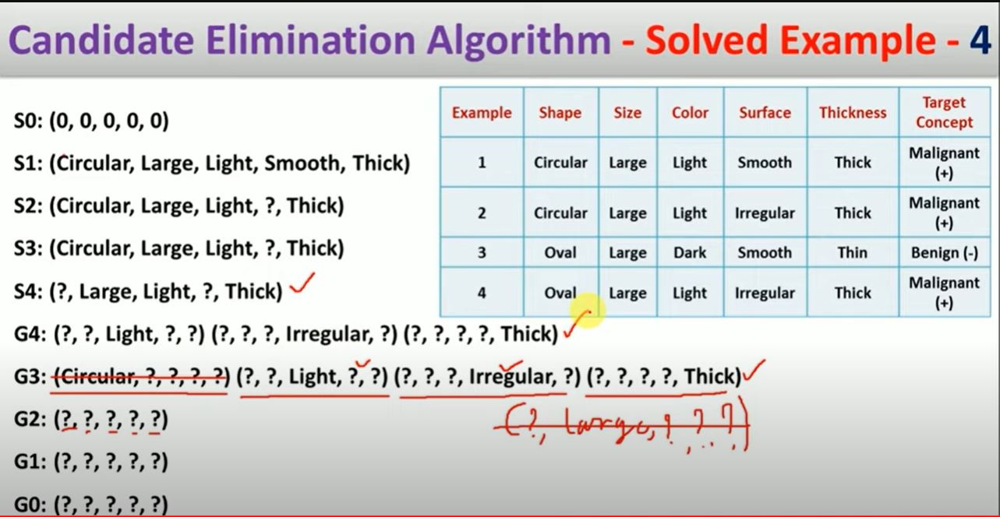 Candidate Elimination Algorithm - Solved Example - 4
S0: (0, 0, 0, 0, 0)
S1: (Circular, Large, Light, Smooth, Thick)
S2: (Circular, Large, Light, ?, Thick)
S3: (Circular, Large, Light, ?, Thick)
S4: (?, Large, Light, ?, Thick)
G4: (?, ?, Light, ?, ?) (?, ?, ?, Irregular, ?) (?, ?, ?, ?, Thick)
G3: (Circular, ?, ?, ?, ?) (?, ?, Light, ?, ?) (?, ?, ?, Irregular, ?) (?, ?, ?, ?, Thick)
G2: (?, ?, ?, ?, ?)
(?, Large, ?, ?, ?)
G1: (?, ?, ?, ?, ?)
G0: (?, ?, ?, ?, ?)
Example Shape Size Color Surface Thickness Target Concept
1 Circular Large Light Smooth Thick Malignant (+)
2 Circular Large Light Irregular Thick Malignant (+)
3 Oval Large Dark Smooth Thin Benign (-)
4 Oval Large Light Irregular Thick Malignant (+)